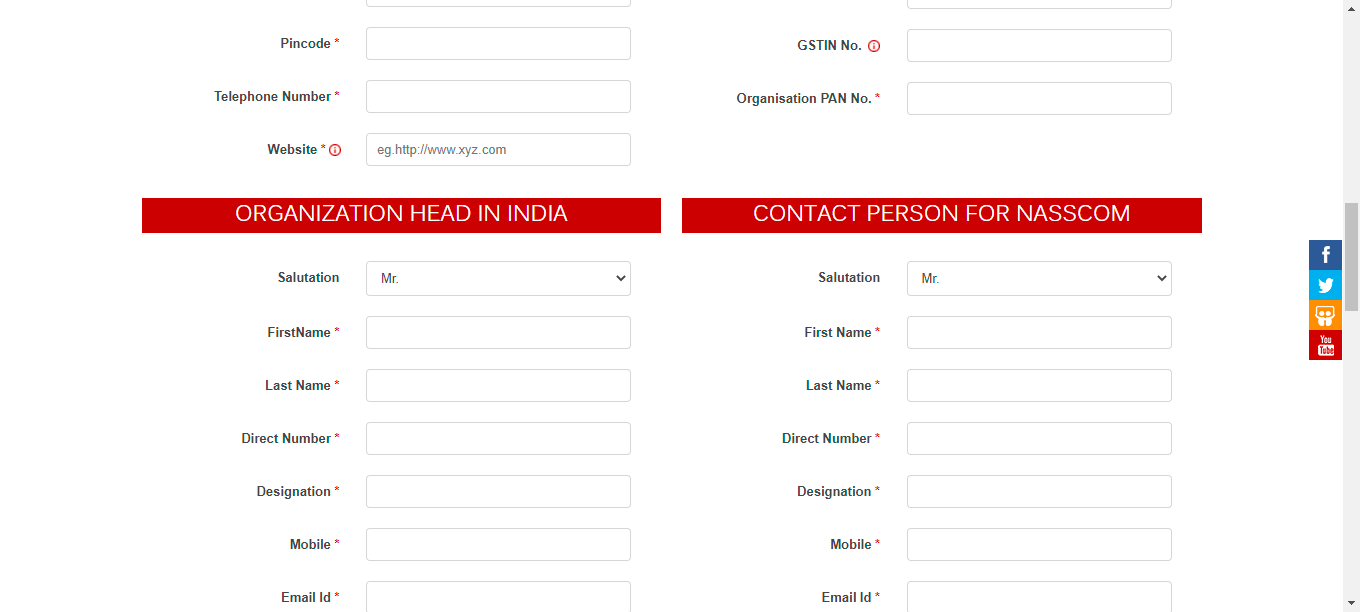 Pincode *
GSTIN No.
Telephone Number *
Organisation PAN No. *
Website *
eg.http://www.xyz.com
ORGANIZATION HEAD IN INDIA
CONTACT PERSON FOR NASSCOM
Salutation
Mr.
Salutation
Mr.
FirstName *
First Name *
Last Name *
Last Name *
Direct Number *
Direct Number *
Designation *
Designation *
Mobile *
Mobile *
Email Id *
Email Id *
f
You
Tube